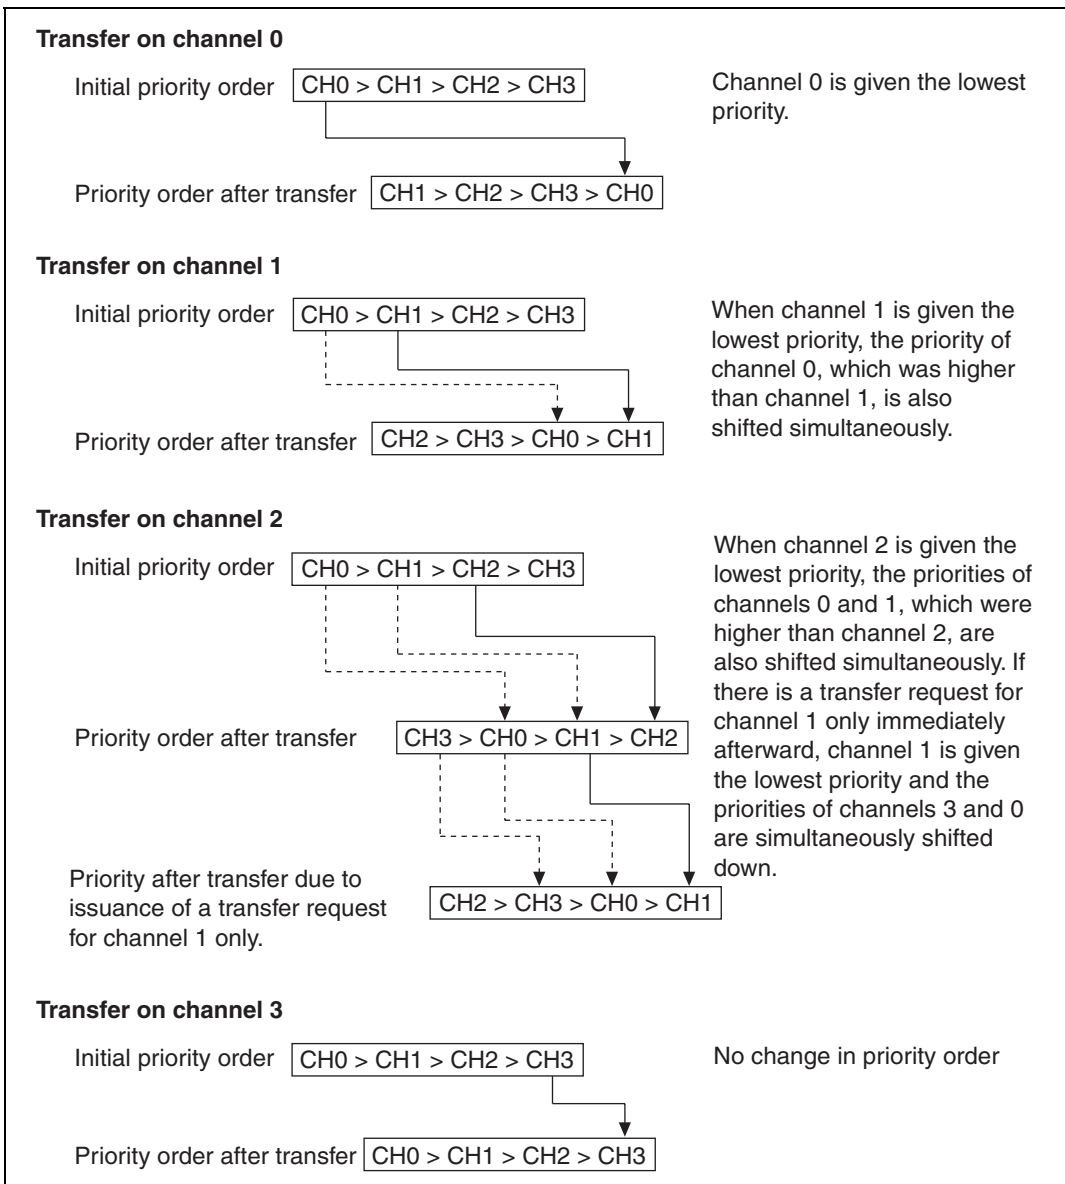 Transfer on channel 0
Initial priority order
CH0 > CH1 > CH2 > CH3
Channel 0 is given the lowest
priority.
Priority order after transfer
CH1 > CH2 > CH3 > CH0
Transfer on channel 1
Initial priority order
CH0 > CH1 > CH2 > CH3
When channel 1 is given the
lowest priority, the priority of
channel 0, which was higher
than channel 1, is also
shifted simultaneously.
Priority order after transfer
CH2 > CH3 > CH0 > CH1
Transfer on channel 2
Initial priority order
CH0 > CH1 > CH2 > CH3
When channel 2 is given the
lowest priority, the priorities of
channels 0 and 1, which were
higher than channel 2, are
also shifted simultaneously. If
there is a transfer request for
channel 1 only immediately
afterward, channel 1 is given
the lowest priority and the
priorities of channels 3 and 0
are simultaneously shifted
down.
Priority order after transfer
CH3 > CH0 > CH1 > CH2
Priority after transfer due to
issuance of a transfer request
for channel 1 only.
CH2 > CH3 > CH0 > CH1
Transfer on channel 3
Initial priority order
CH0 > CH1 > CH2 > CH3
No change in priority order
Priority order after transfer
CH0 > CH1 > CH2 > CH3